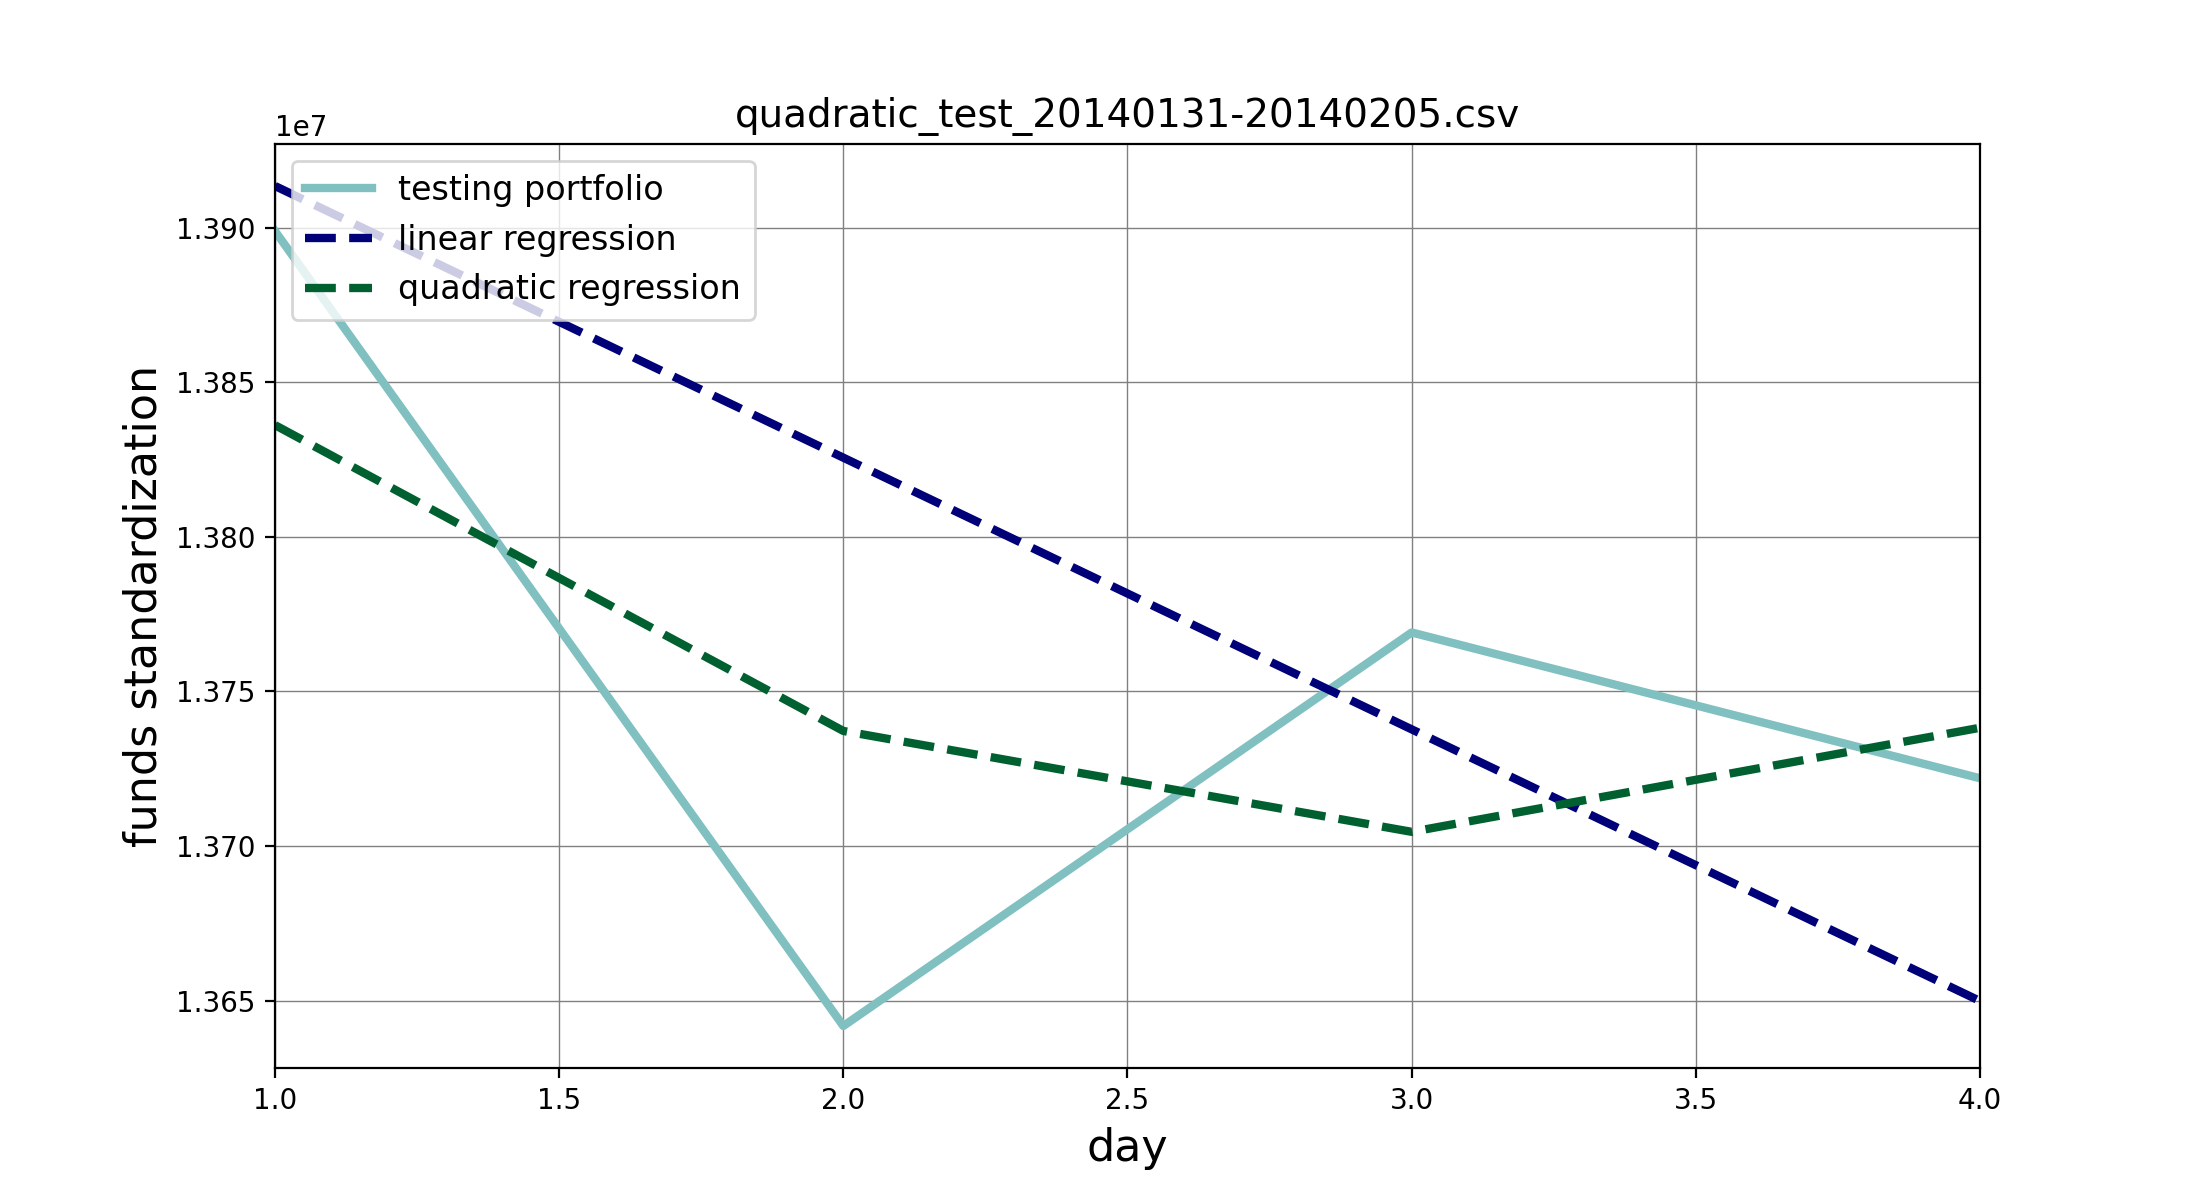 quadratic_test_20140131-20140205.csv
1e7
testing portfolio
linear regression
quadratic regression
funds standardization
1.390
1.385
1.380
1.375
1.370
1.365
1.0 1.5 2.0 2.5 3.0 3.5 4.0
day